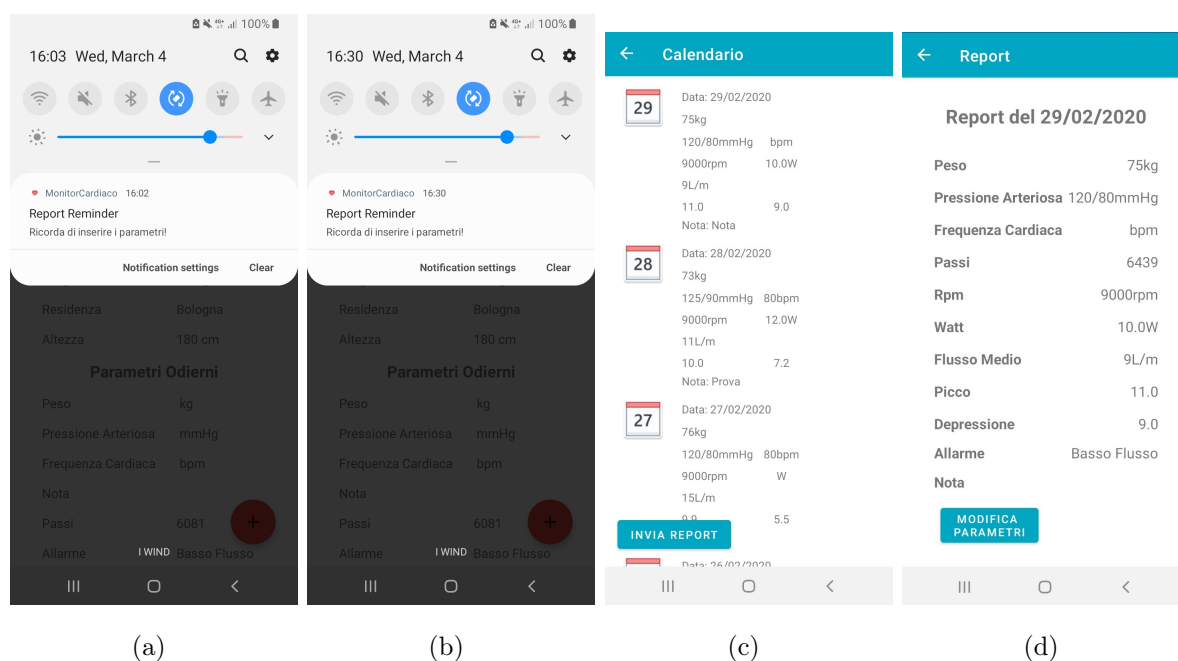 100%
16:03 Wed, March 4
MonitorCardiaco 16:02
Report Reminder
Ricorda di inserire i parametri!
Notification settings Clear
Residenza Bologna
Altezza 180 cm
Parametri Odierni
Peso kg
Pressione Arteriosa mmHg
Frequenza Cardiaca bpm
Nota
Passi 6081 +
Allarme I WIND Basso Flusso
(a)
100%
16:30 Wed, March 4
MonitorCardiaco 16:30
Report Reminder
Ricorda di inserire i parametri!
Notification settings Clear
Residenza Bologna
Altezza 180 cm
Parametri Odierni
Peso kg
Pressione Arteriosa mmHg
Frequenza Cardiaca bpm
Nota
Passi 6081 +
Allarme I WIND Basso Flusso
(b)
Calendario
29
Data: 29/02/2020
75kg
120/80mmHg bpm
9000rpm 10.0W
9L/m
11.0 9.0
Nota: Nota
28
Data: 28/02/2020
73kg
125/90mmHg 80bpm
9000rpm 12.0W
11L/m
10.0 7.2
Nota: Prova
27
Data: 27/02/2020
76kg
120/80mmHg 80bpm
9000rpm W
15L/m
9.9 5.5
INVIA REPORT
Data: 26/02/2020
(c)
Report
Report del 29/02/2020
Peso 75kg
Pressione Arteriosa 120/80mmHg
Frequenza Cardiaca bpm
Passi 6439
Rpm 9000rpm
Watt 10.0W
Flusso Medio 9L/m
Picco 11.0
Depressione 9.0
Allarme Basso Flusso
Nota
MODIFICA
PARAMETRI
(d)